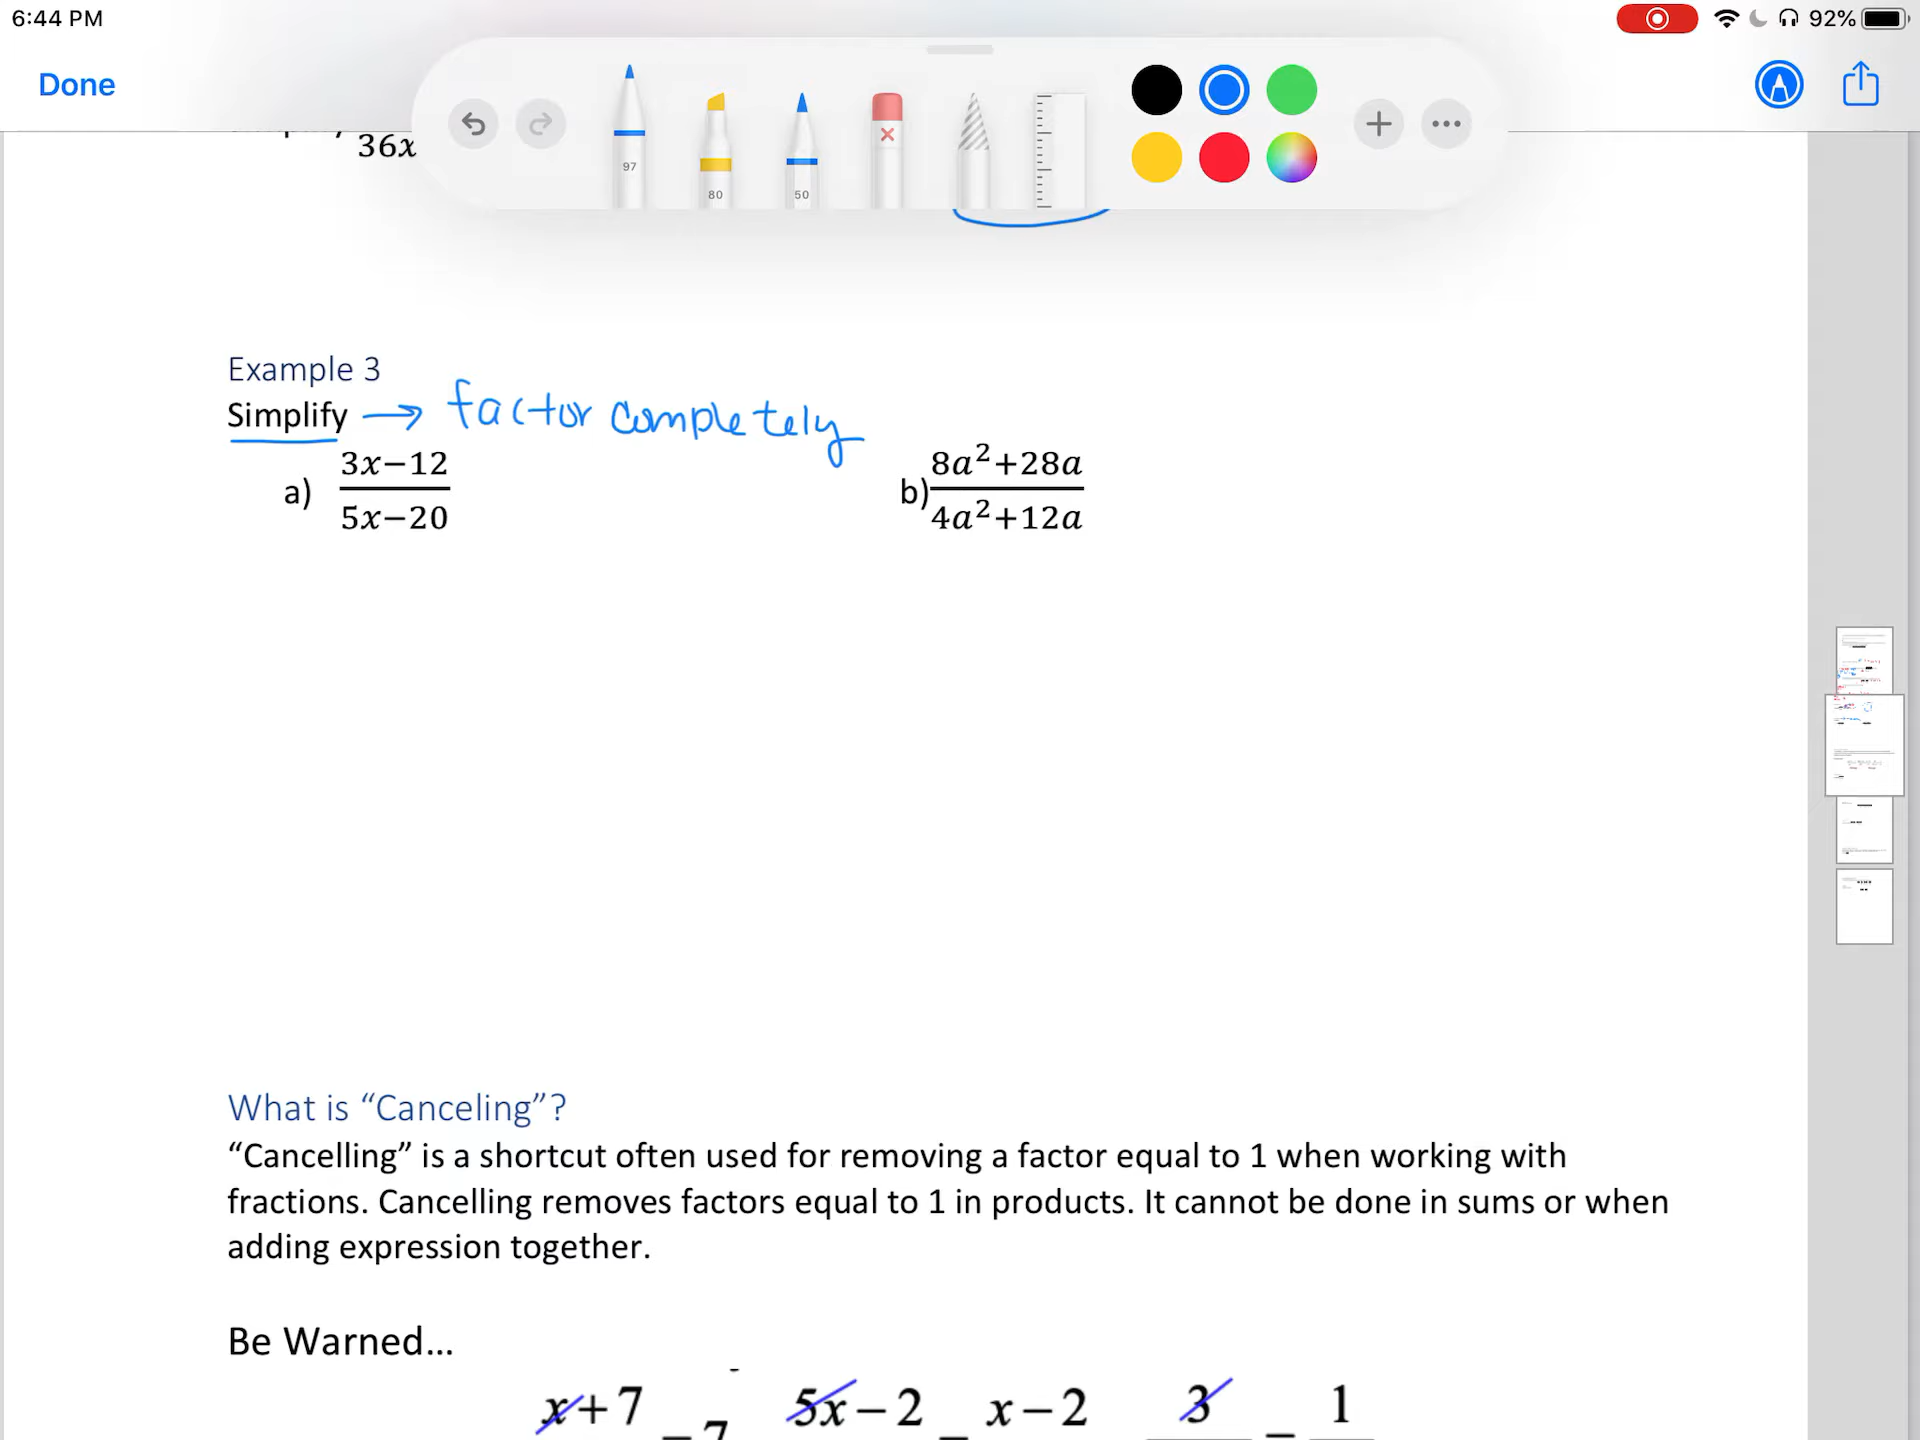 6:44 PM
92%
Done
97
80
50
36x
Example 3
Simplify → factor completely
a) 3x−12
5x−20
b) 8a²+28a
4a²+12a
What is “Canceling”?
“Cancelling” is a shortcut often used for removing a factor equal to 1 when working with
fractions. Cancelling removes factors equal to 1 in products. It cannot be done in sums or when
adding expression together.
Be Warned...
x+7 = 7 5x−2 = x−2 3 = 1